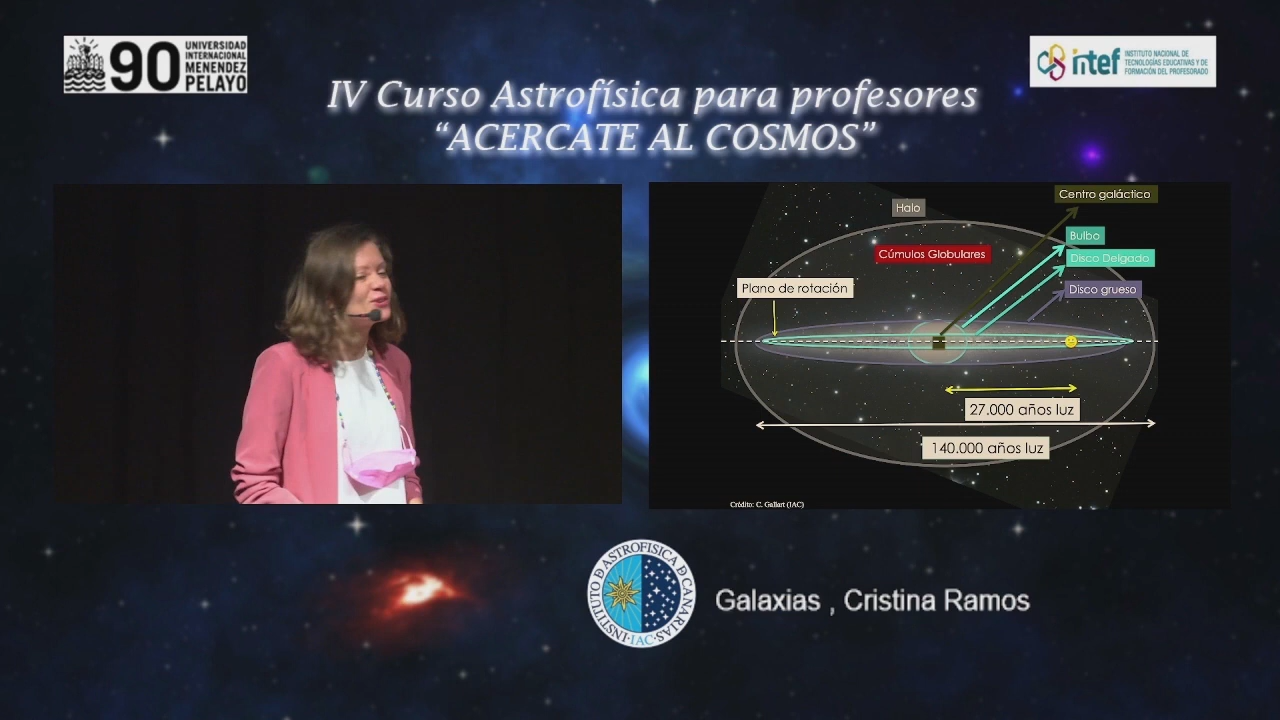 90 UNIVERSIDAD
INTERNACIONAL
MENENDEZ
PELAYO
intef
INSTITUTO NACIONAL DE
TECNOLOGÍAS EDUCATIVAS Y DE
FORMACIÓN DEL PROFESORADO
IV Curso Astrofísica para profesores
“ACERCATE AL COSMOS”
Centro galáctico
Halo
Bulbo
Cúmulos Globulares
Disco Delgado
Plano de rotación
Disco grueso
27.000 años luz
140.000 años luz
Crédito: C. Gallart (IAC)
INSTITUTO D ASTROFISICA D CANARIAS
·IAC·
Galaxias , Cristina Ramos